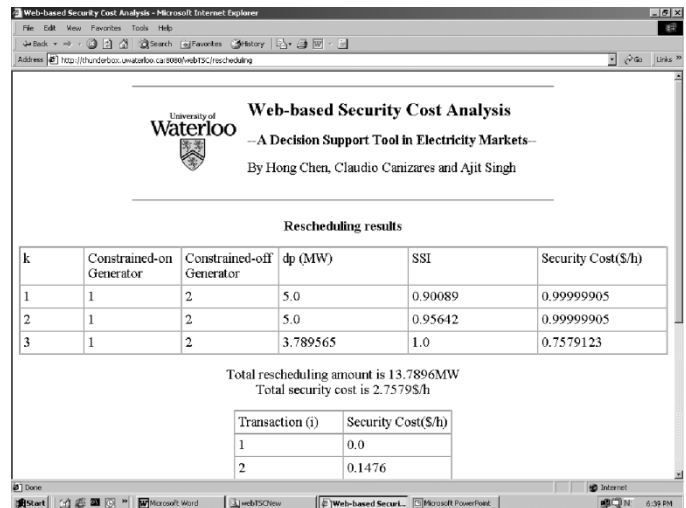 Web-based Security Cost Analysis - Microsoft Internet Explorer
File Edit View Favorites Tools Help
Back Search Favorites History
Address http://thunderbox.uwaterloo.ca:8080/webTSC/rescheduling Go Links »
University of
Waterloo
Web-based Security Cost Analysis
--A Decision Support Tool in Electricity Markets--
By Hong Chen, Claudio Canizares and Ajit Singh
Rescheduling results
k Constrained-on Generator Constrained-off Generator dp (MW) SSI Security Cost($/h)
1 1 2 5.0 0.90089 0.99999905
2 1 2 5.0 0.95642 0.99999905
3 1 2 3.789565 1.0 0.7579123
Total rescheduling amount is 13.7896MW
Total security cost is 2.7579$/h
Transaction (i) Security Cost($/h)
1 0.0
2 0.1476
Done Internet
Start » Microsoft Word webTSCNew Web-based Securi... Microsoft PowerPoint 6:39 PM